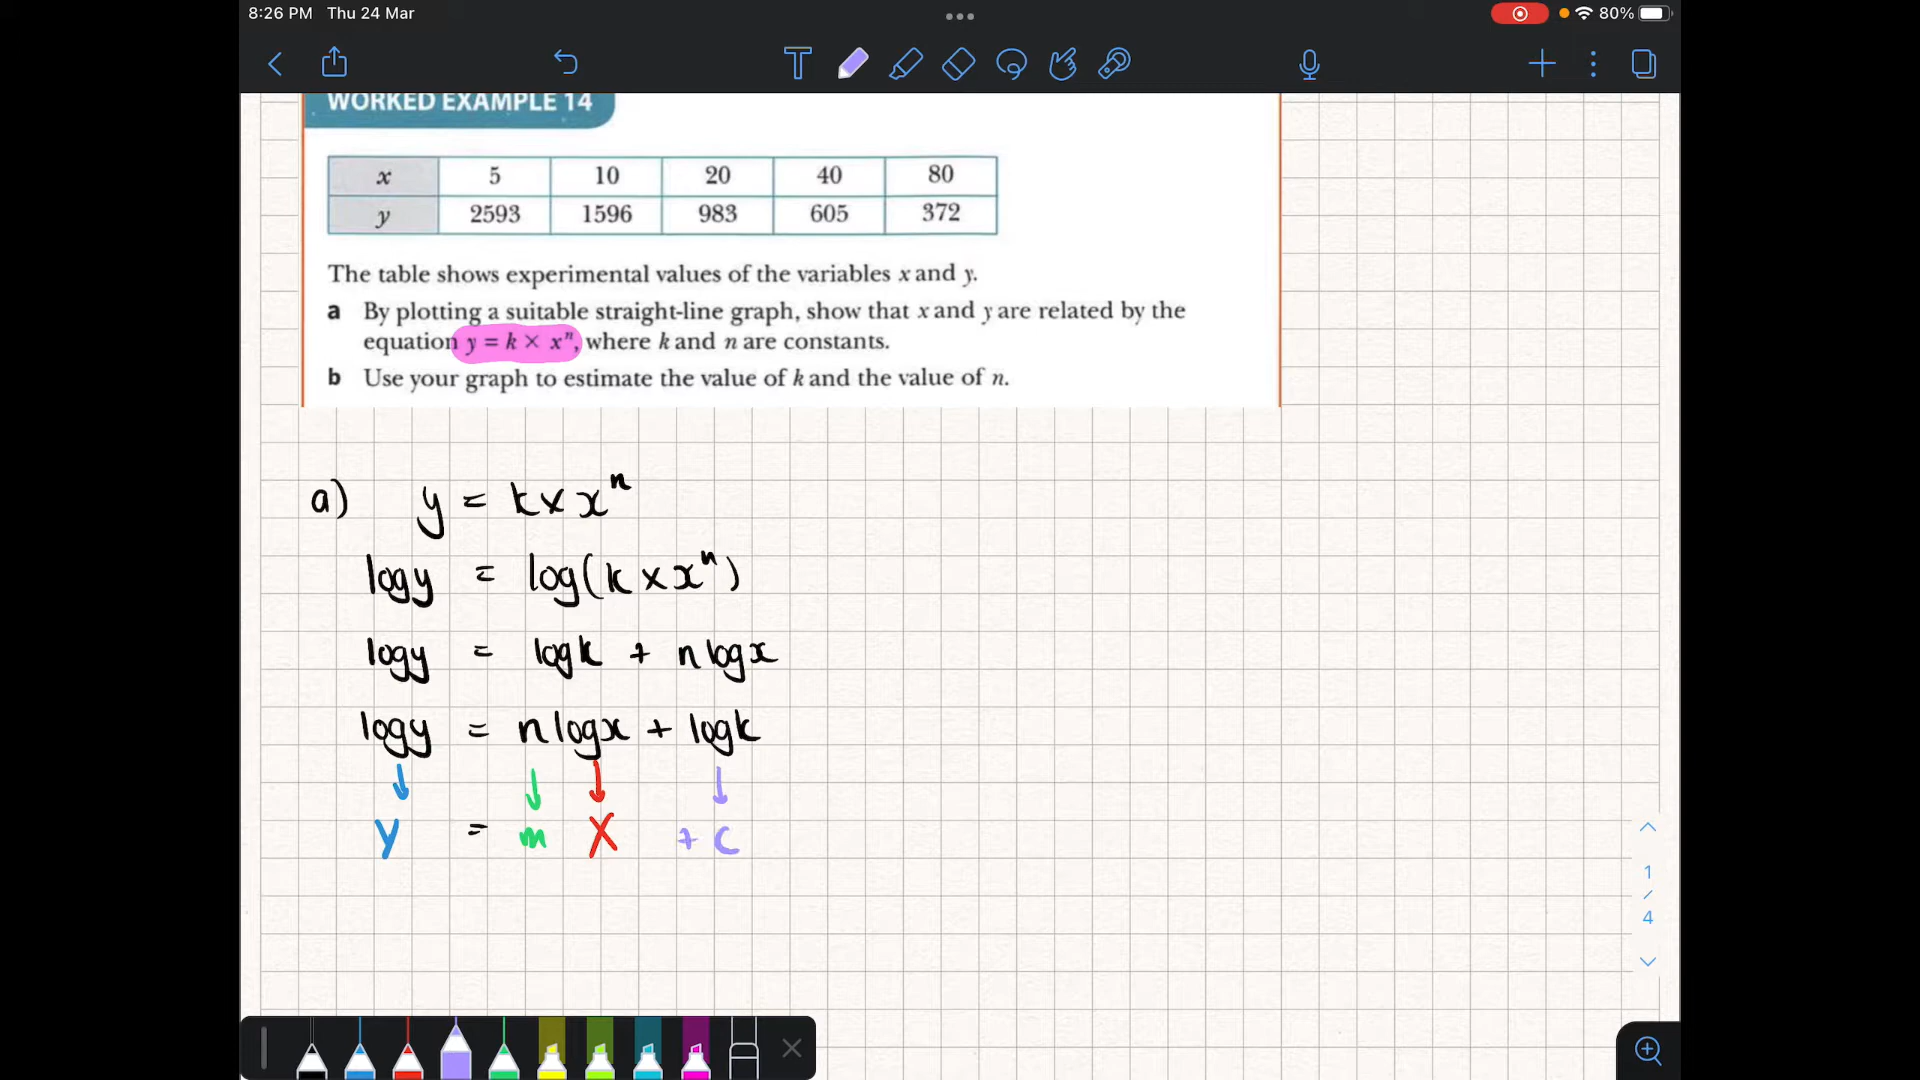 8:26 PM Thu 24 Mar
80%
WORKED EXAMPLE 14
x 5 10 20 40 80
y 2593 1596 983 605 372
The table shows experimental values of the variables x and y.
a By plotting a suitable straight-line graph, show that x and y are related by the
equation y = k × xⁿ, where k and n are constants.
b Use your graph to estimate the value of k and the value of n.
a) y = k × xⁿ
logy = log(k × xⁿ)
logy = logk + nlogx
logy = nlogx + logk
Y = m X + c
1
/
4